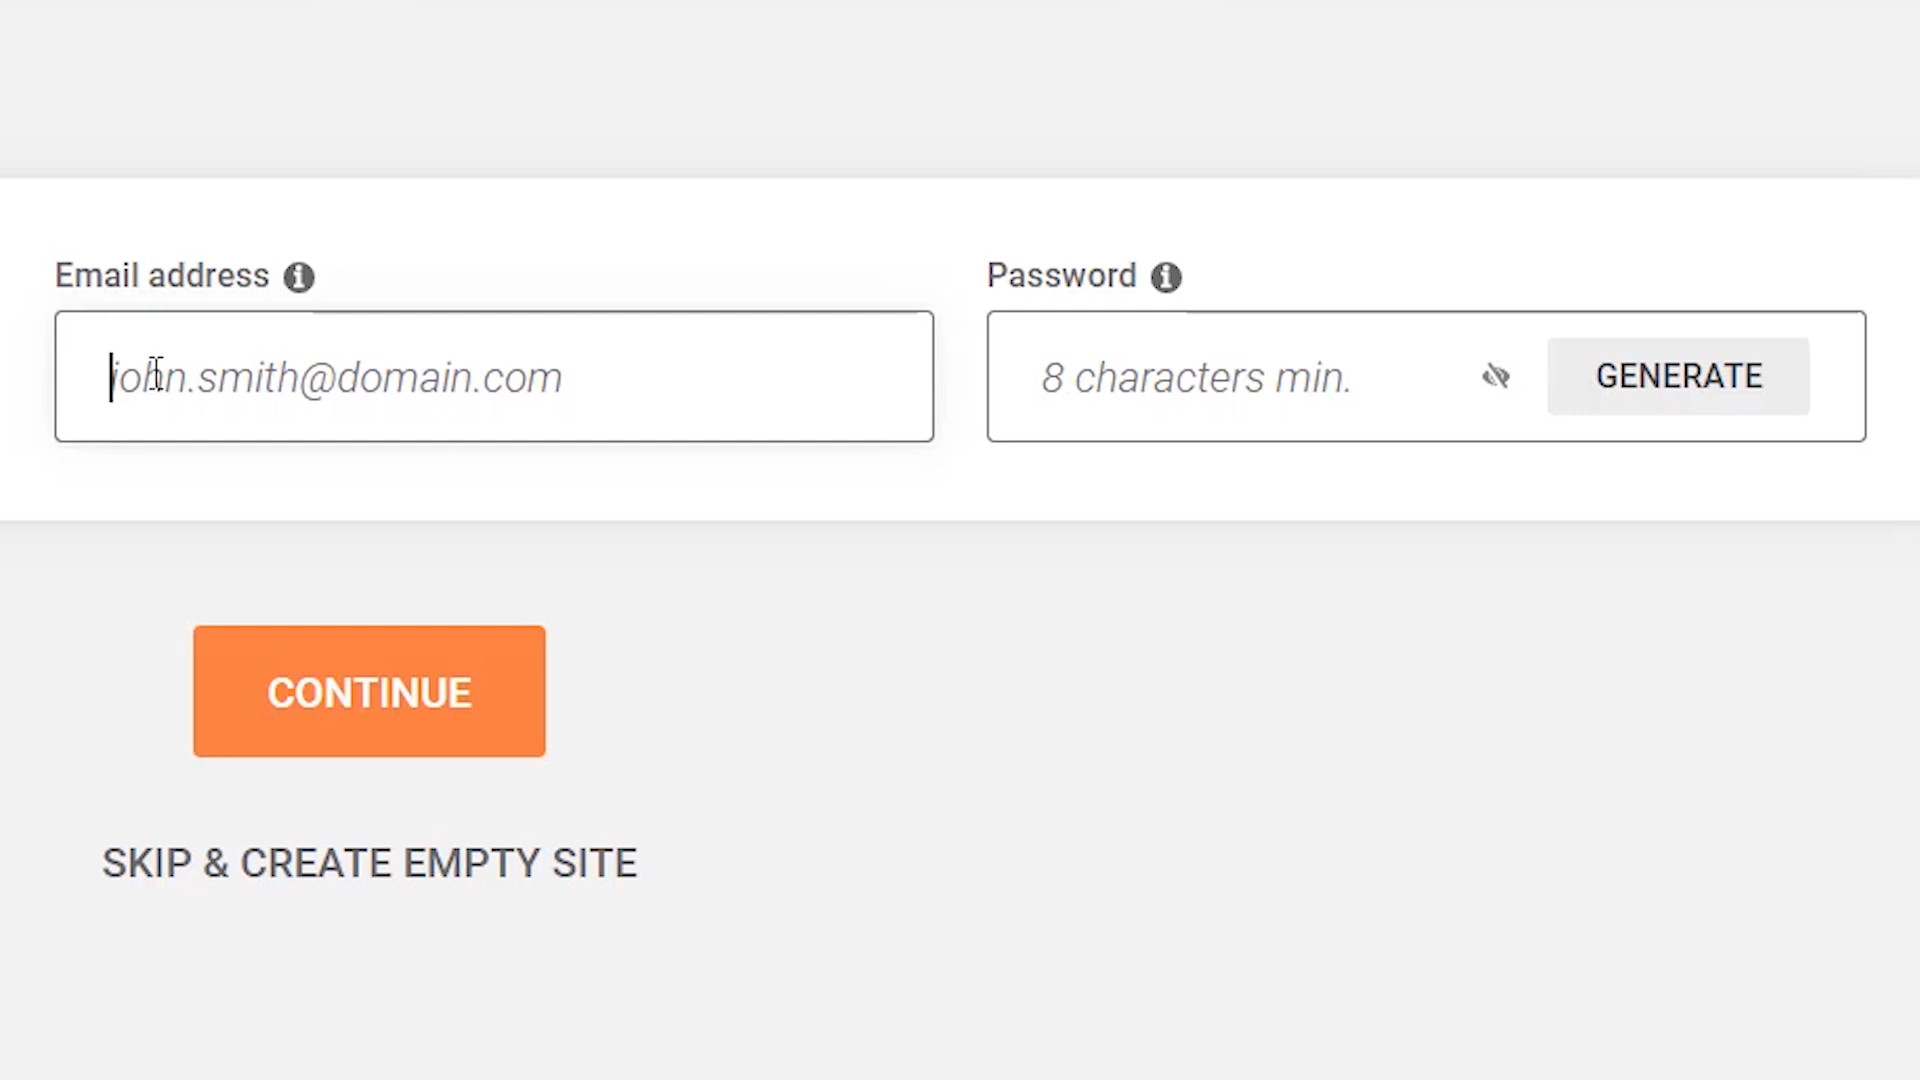 Email address
Password
john.smith@domain.com
8 characters min.
GENERATE
CONTINUE
SKIP & CREATE EMPTY SITE